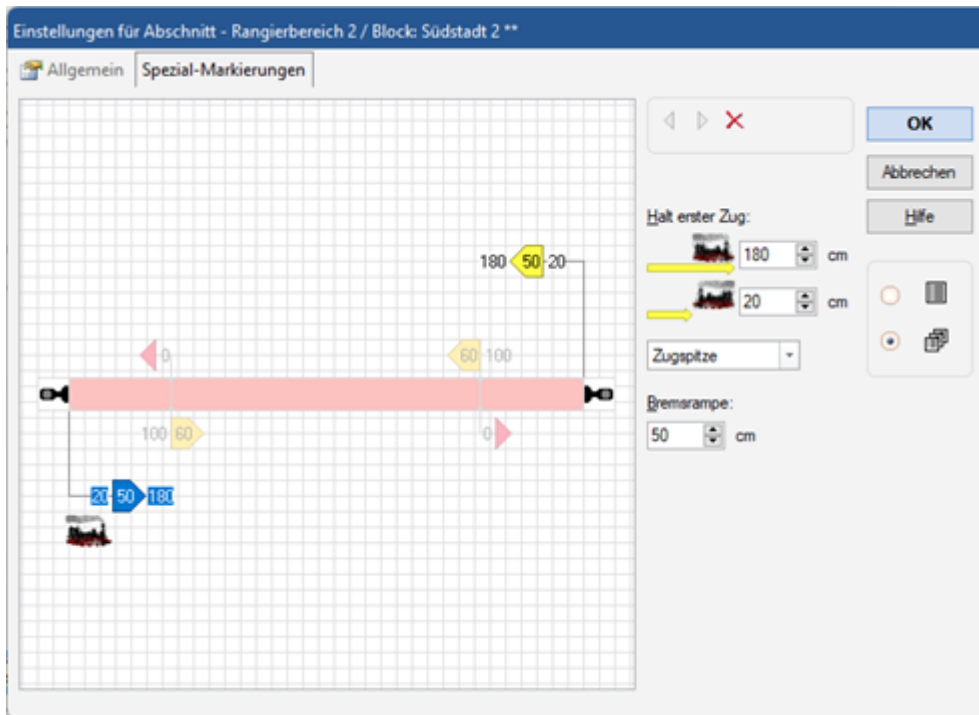 Einstellungen für Abschnitt - Rangierbereich 2 / Block: Südstadt 2 **
Allgemein Spezial-Markierungen
OK
Abbrechen
Hilfe
Halt erster Zug:
180 cm
20 cm
Zugspitze
Bremsrampe:
50 cm
180 50 20
0 60 100
100 60 0
20 50 180